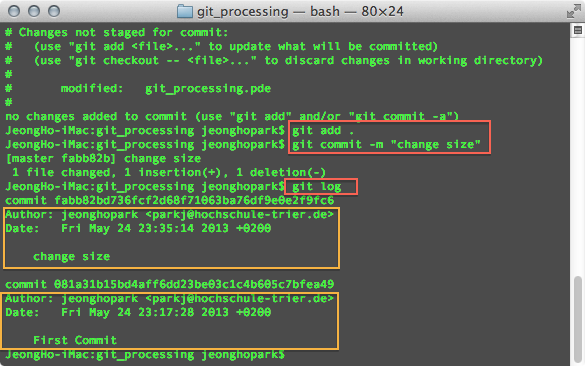 git_processing — bash — 80×24
# Changes not staged for commit:
#   (use "git add <file>..." to update what will be committed)
#   (use "git checkout -- <file>..." to discard changes in working directory)
#
#       modified:   git_processing.pde
#
no changes added to commit (use "git add" and/or "git commit -a")
JeongHo-iMac:git_processing jeonghopark$ git add .
JeongHo-iMac:git_processing jeonghopark$ git commit -m "change size"
[master fabb82b] change size
 1 file changed, 1 insertion(+), 1 deletion(-)
JeongHo-iMac:git_processing jeonghopark$ git log
commit fabb82bd736fcf2d68f71063ba76df9e0e2f9fc6
Author: jeonghopark <parkj@hochschule-trier.de>
Date:   Fri May 24 23:35:14 2013 +0200
    change size
commit 081a31b15bd4aff6dd23be03c1c4b605c7bfea49
Author: jeonghopark <parkj@hochschule-trier.de>
Date:   Fri May 24 23:17:28 2013 +0200
    First Commit
JeongHo-iMac:git_processing jeonghopark$